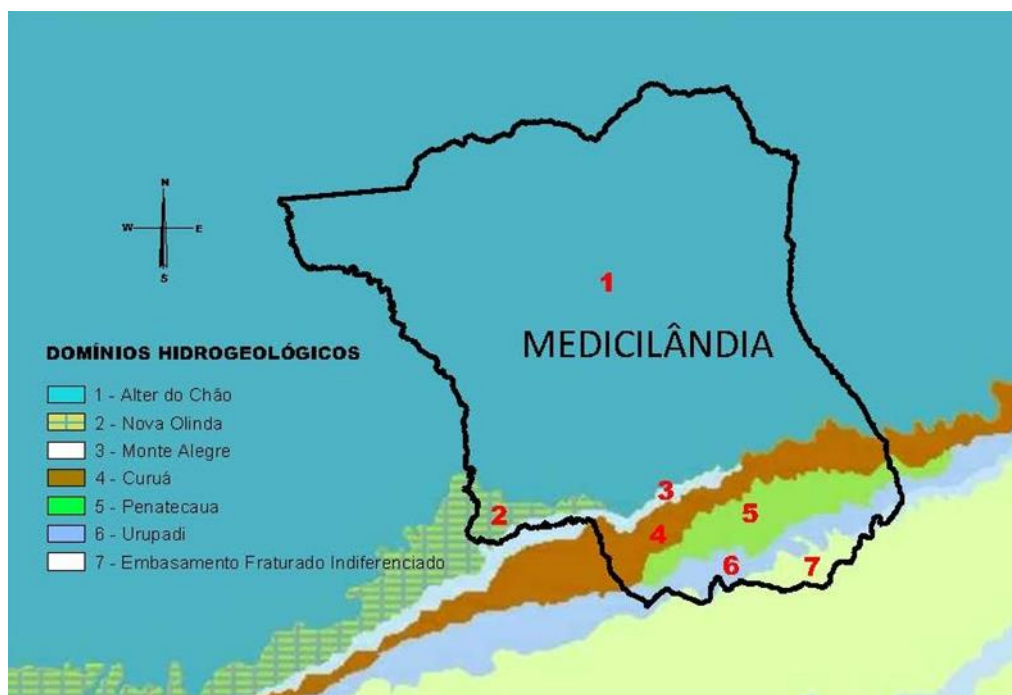 N
W E
S
1
MEDICILÂNDIA
DOMÍNIOS HIDROGEOLÓGICOS
1 - Alter do Chão
2 - Nova Olinda
3 - Monte Alegre
4 - Curuá
5 - Penatecaua
6 - Urupadi
7 - Embasamento Fraturado Indiferenciado
3
2
5
4
6
7